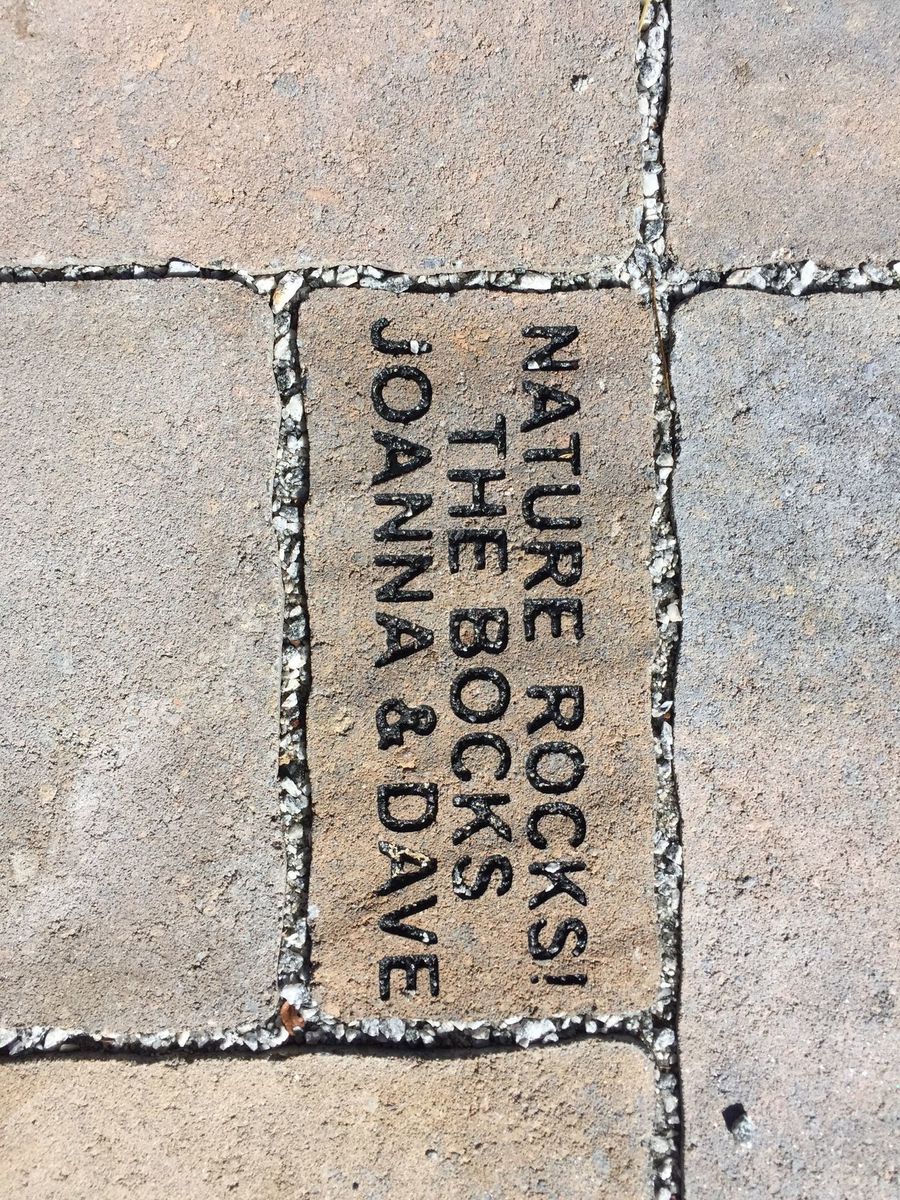 NATURE ROCKS!
THE BOCKS
JOANNA & DAVE